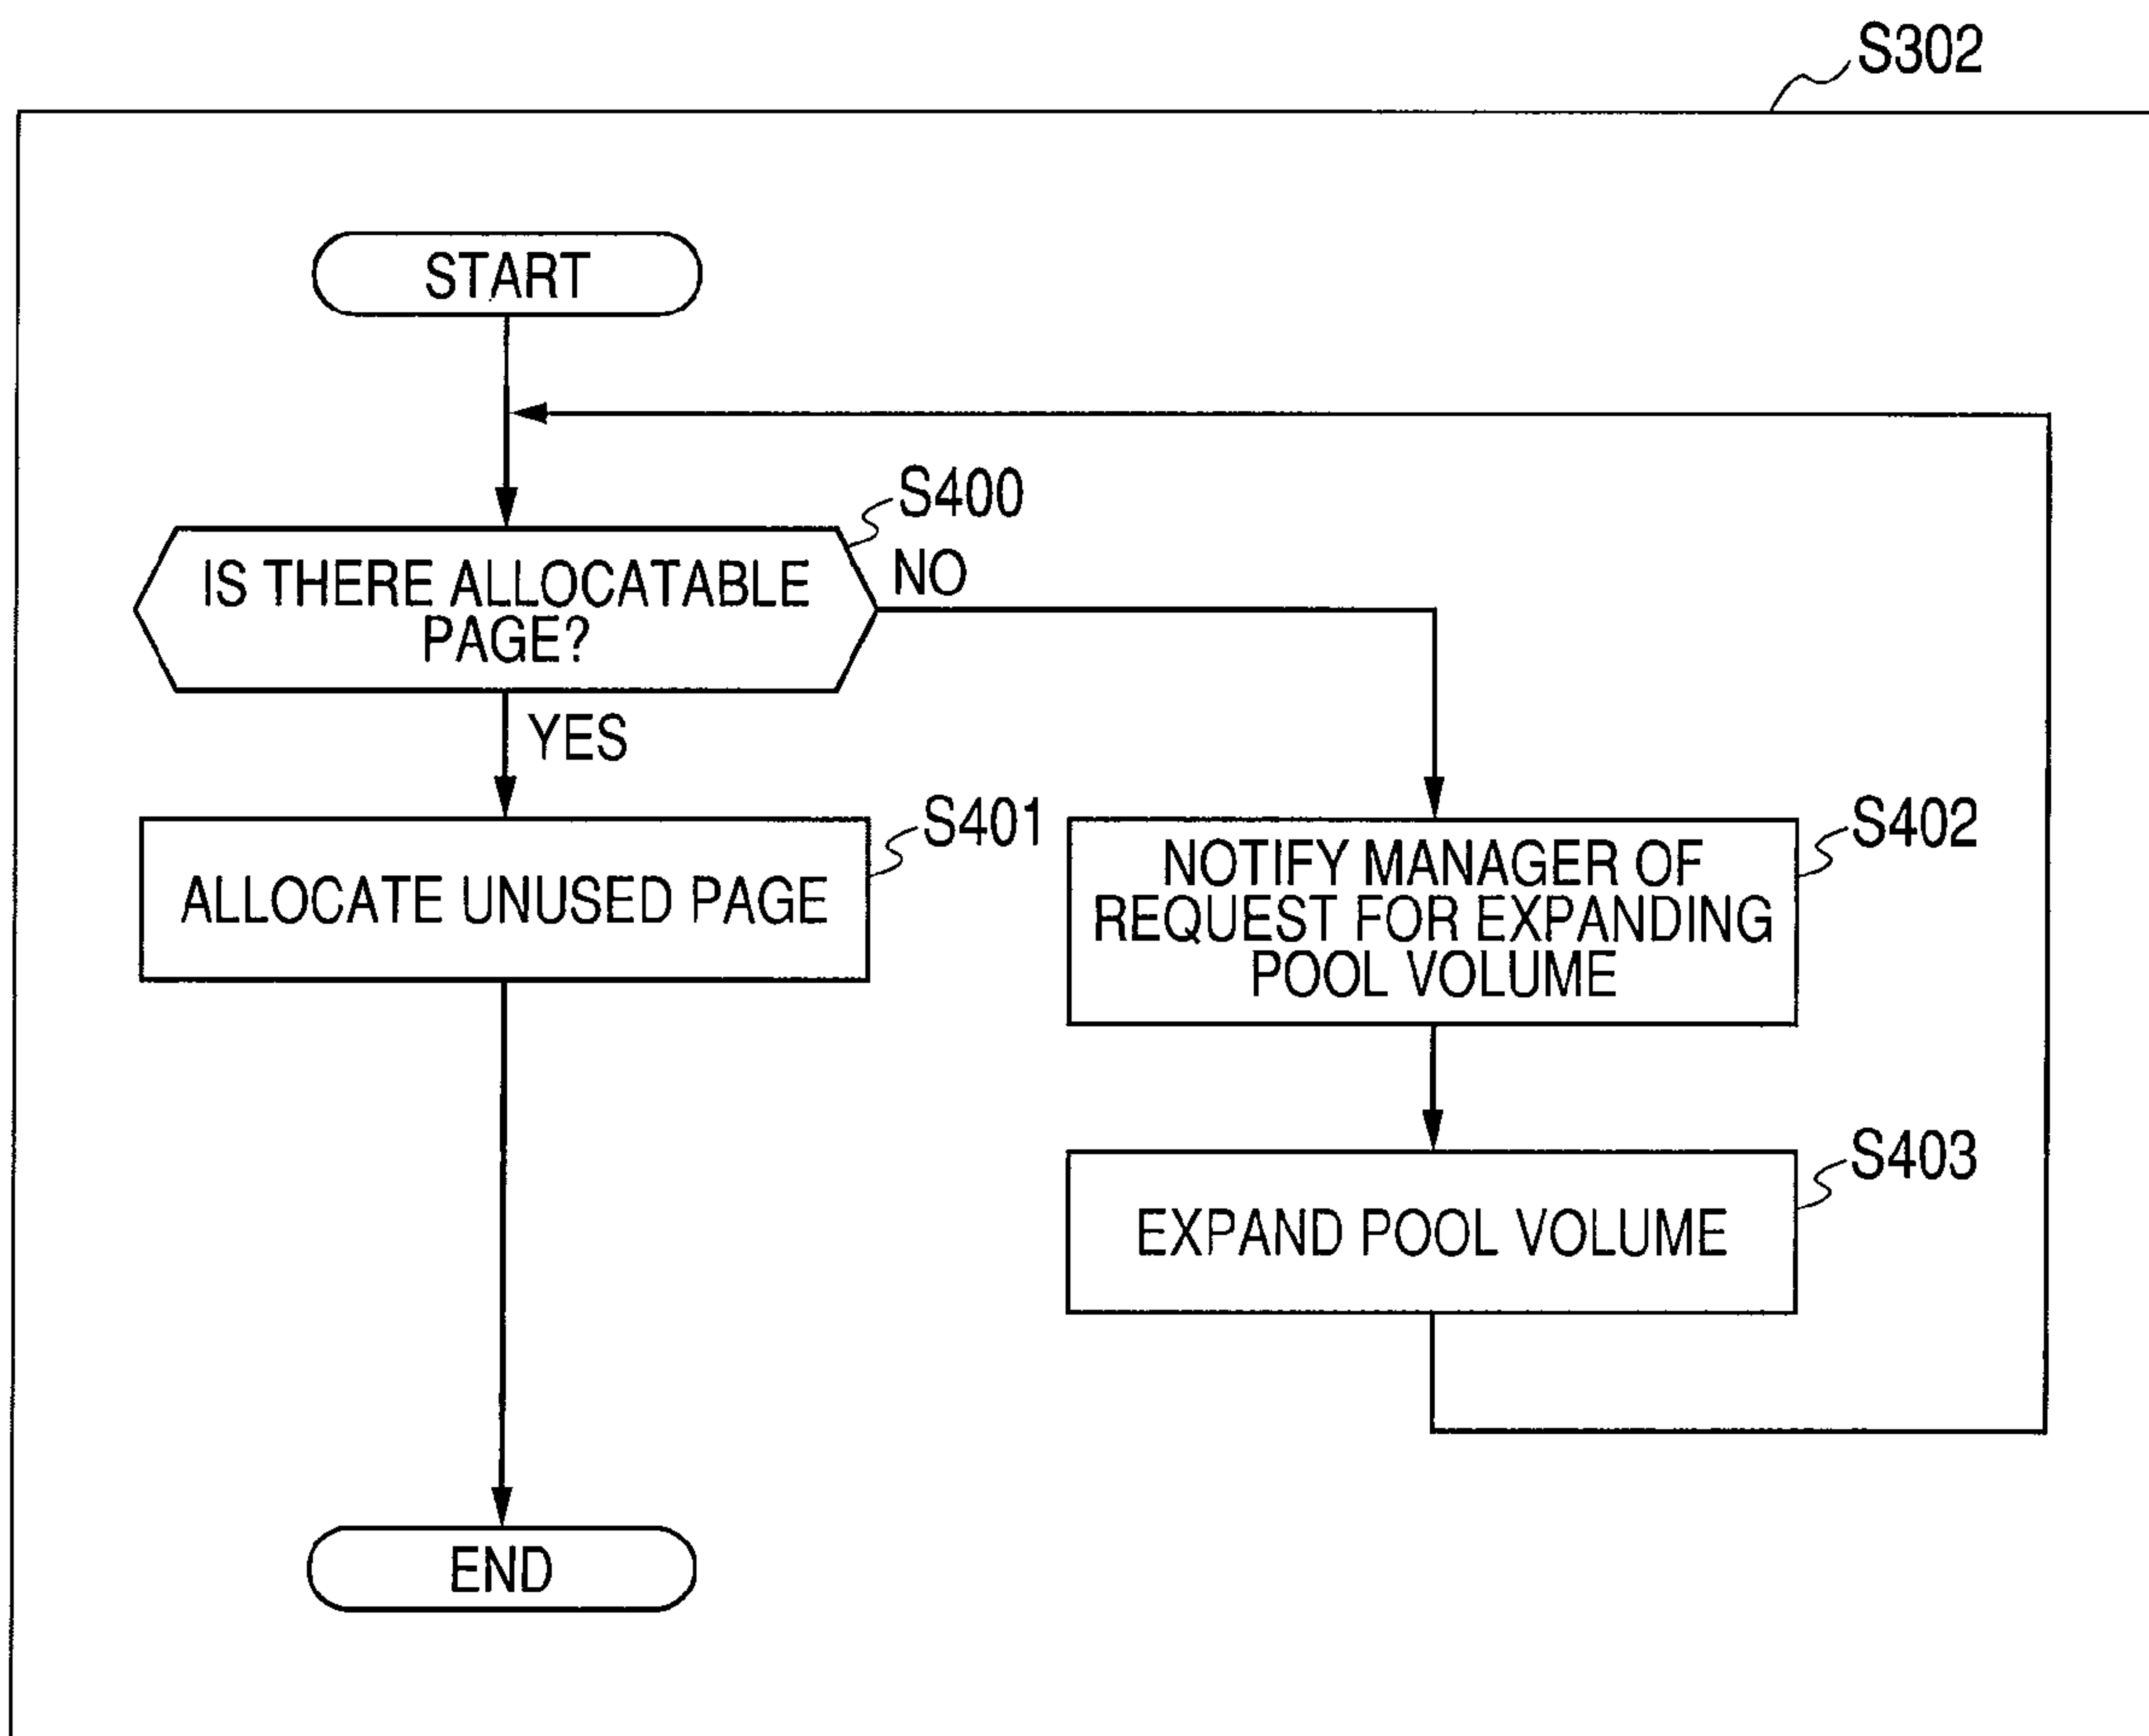 S302
START
S400
IS THERE ALLOCATABLE
PAGE?
NO
YES
S401
ALLOCATE UNUSED PAGE
S402
NOTIFY MANAGER OF
REQUEST FOR EXPANDING
POOL VOLUME
S403
EXPAND POOL VOLUME
END